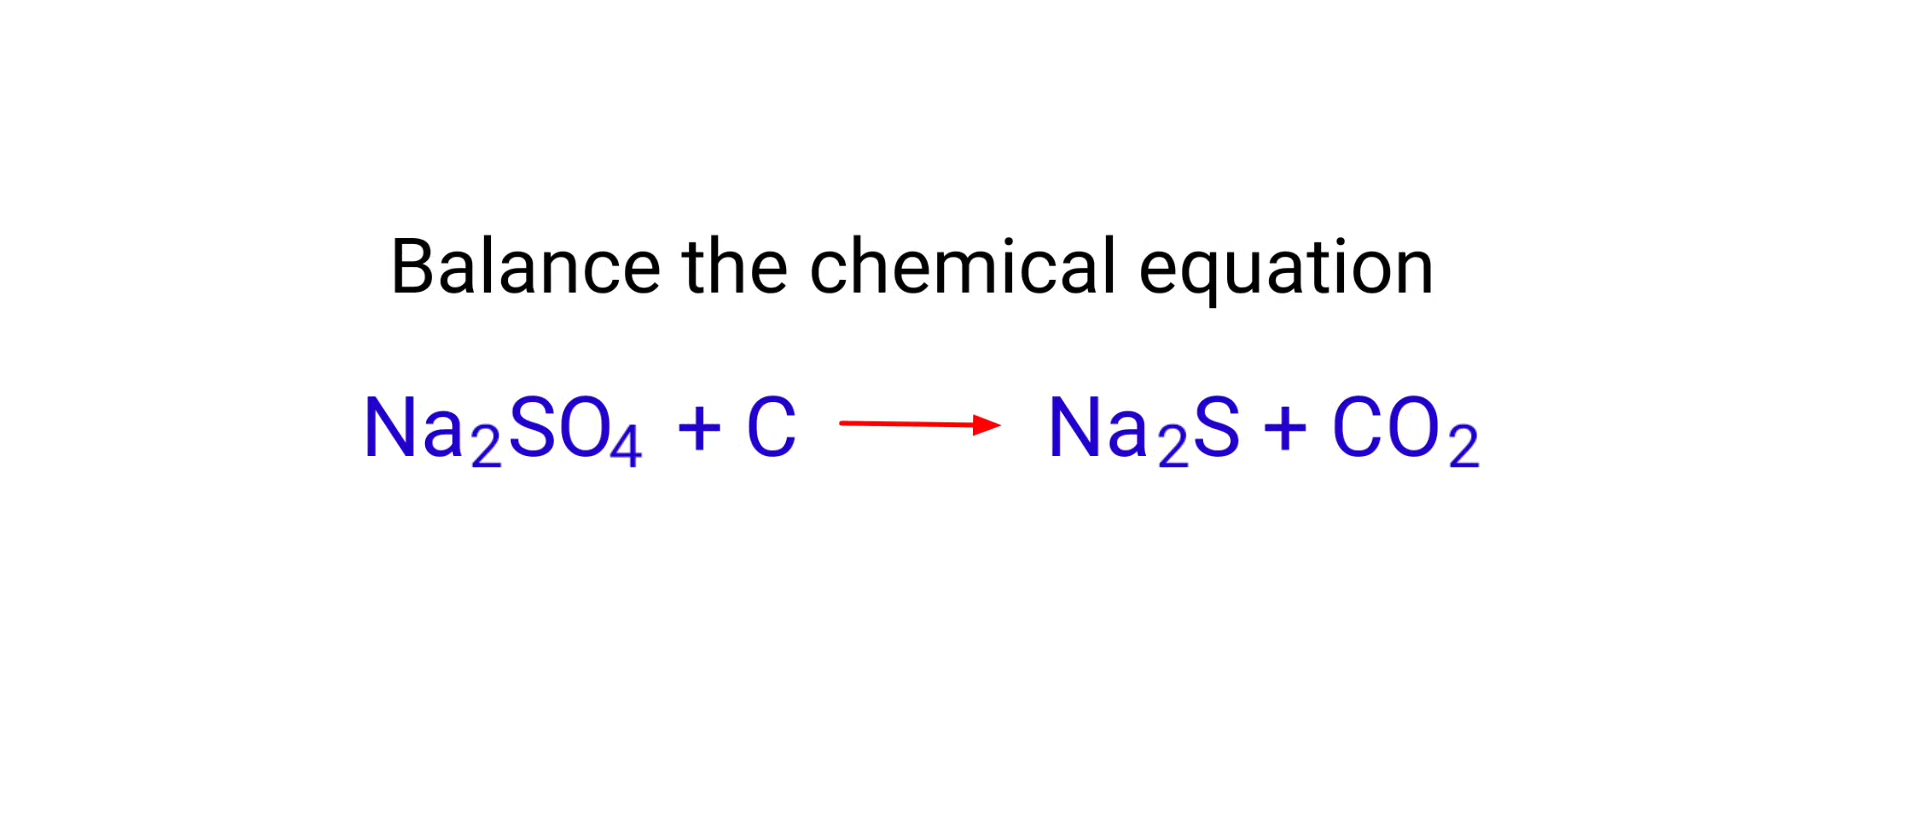 Balance the chemical equation
Na₂SO₄ + C ⟶ Na₂S + CO₂